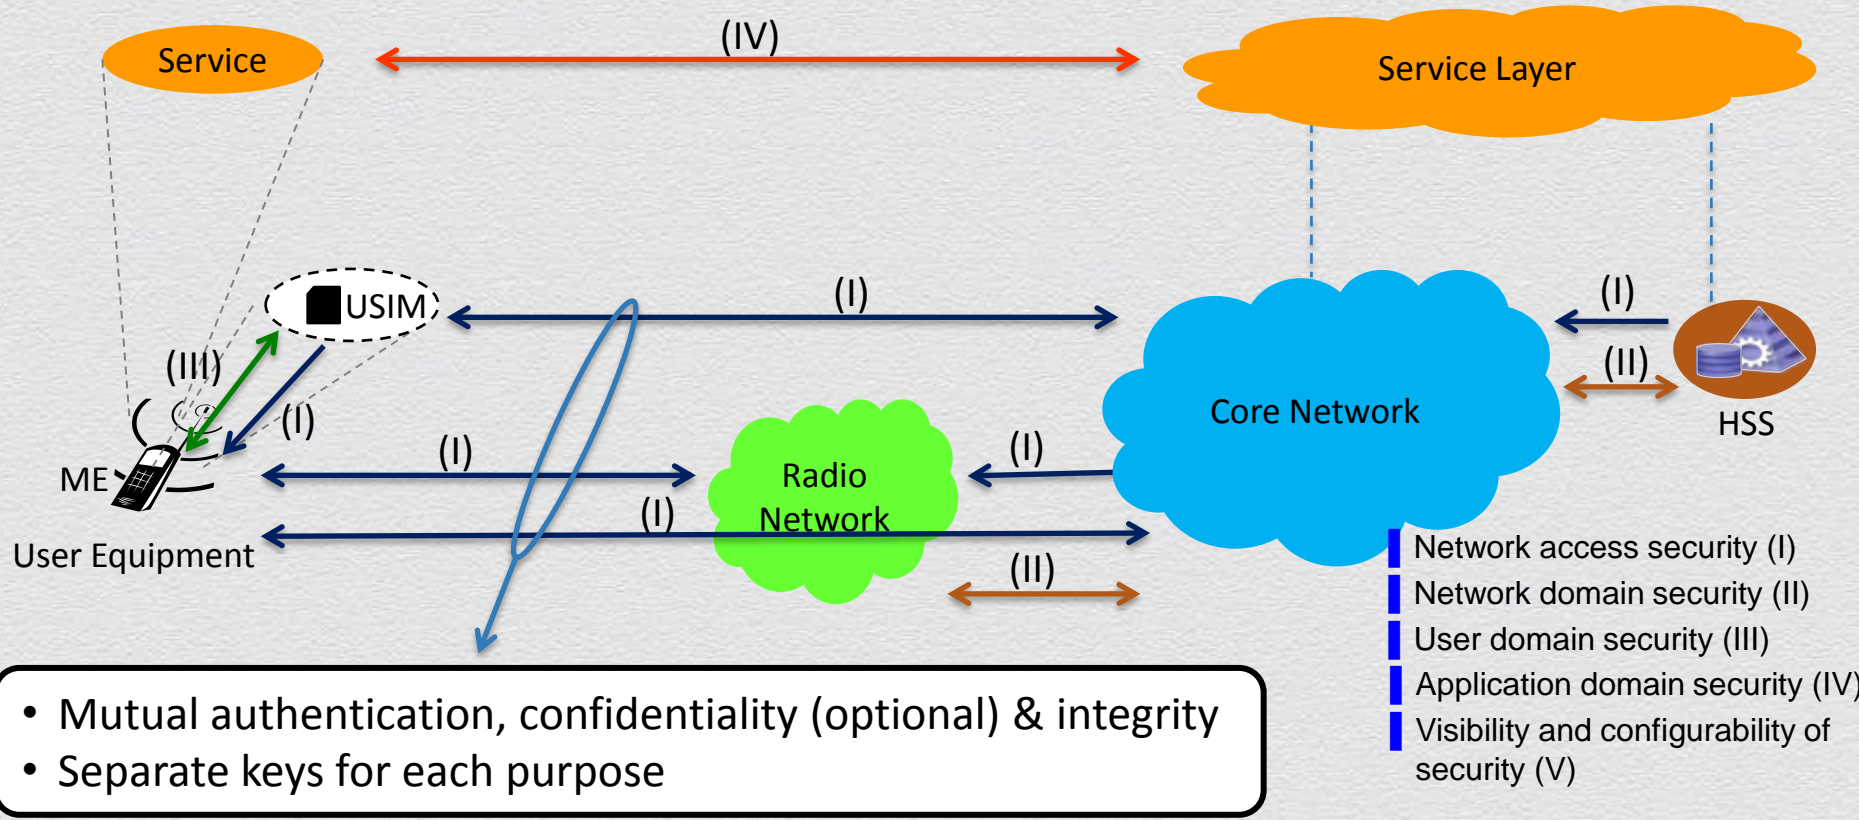 (IV)
Service
Service Layer
USIM
(I)
(I)
(III)
(II)
(I)
Core Network
HSS
ME
(I)
(I)
Radio
Network
(I)
User Equipment
(II)
Network access security (I)
Network domain security (II)
User domain security (III)
Application domain security (IV)
Visibility and configurability of
security (V)
• Mutual authentication, confidentiality (optional) & integrity
• Separate keys for each purpose